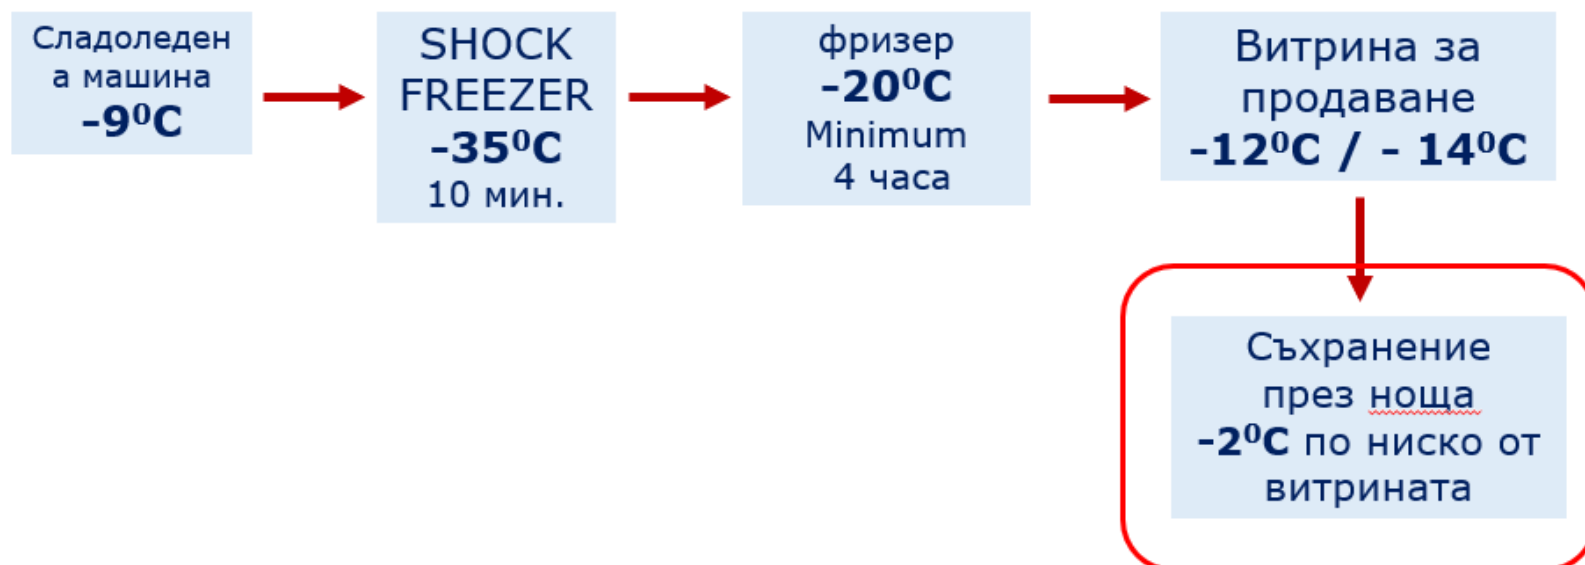 Сладоледен
а машина
-9⁰C
SHOCK
FREEZER
-35⁰C
10 мин.
фризер
-20⁰C
Minimum
4 часа
Витрина за
продаване
-12⁰C / - 14⁰C
Съхранение
през ноща
-2⁰C по ниско от
витрината